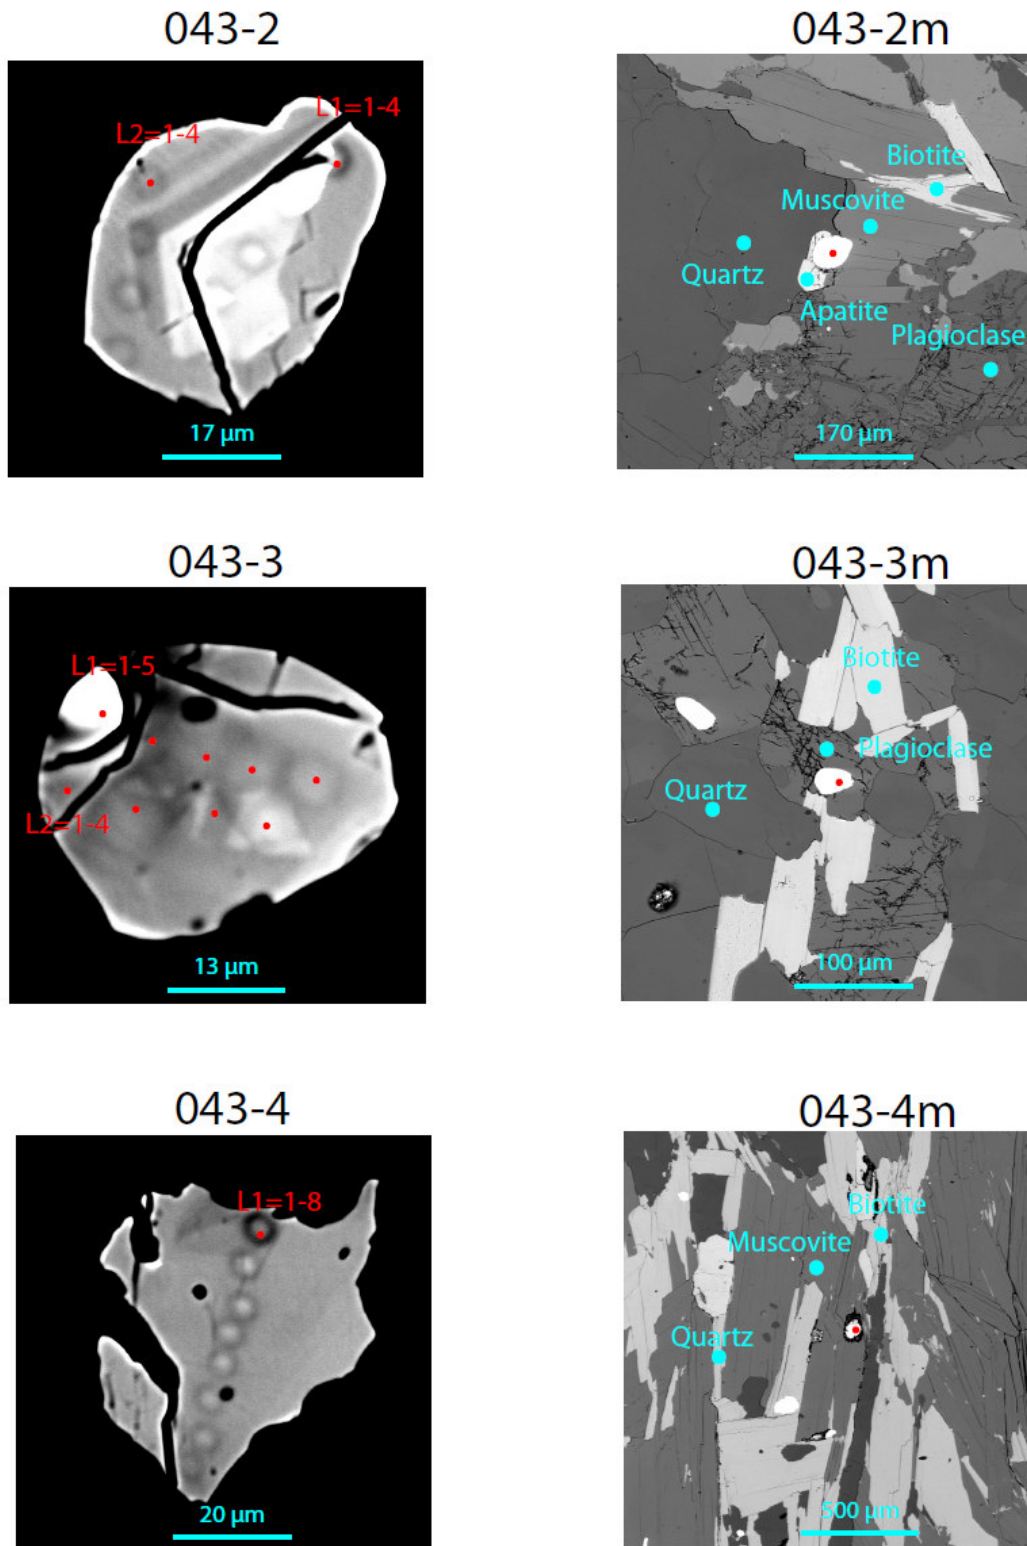 043-2
043-2m
L1=1-4
L2=1-4
Biotite
Muscovite
Quartz
Apatite
Plagioclase
17 µm
170 µm
043-3
043-3m
L1=1-5
Biotite
Plagioclase
Quartz
L2=1-4
13 µm
100 µm
043-4
043-4m
L1=1-8
Biotite
Muscovite
Quartz
20 µm
500 µm